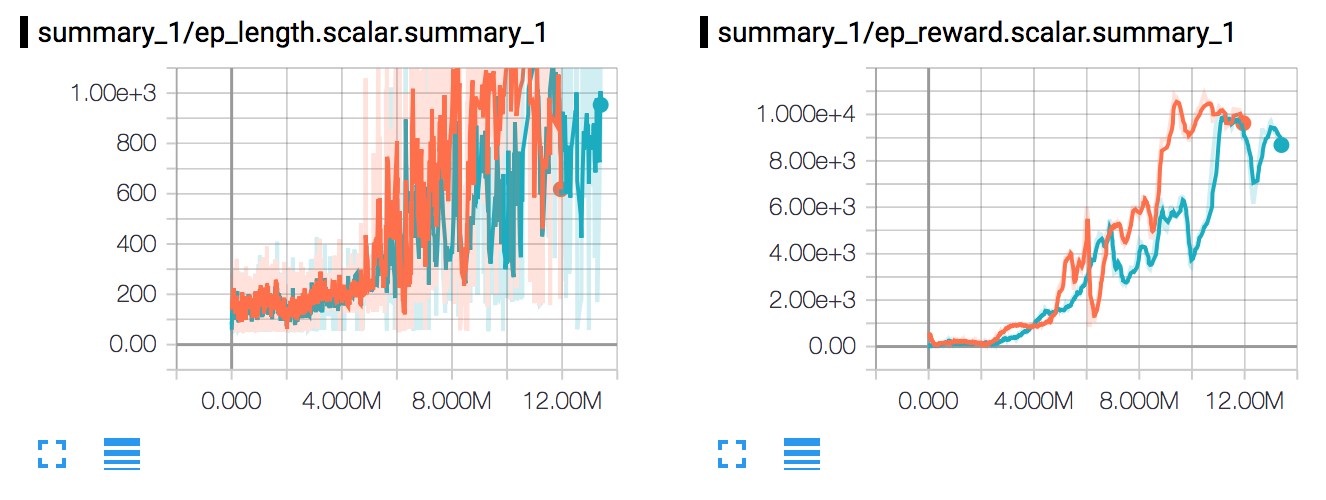 summary_1/ep_length.scalar.summary_1
1.00e+3
800
600
400
200
0.00
0.000 4.000M 8.000M 12.00M
summary_1/ep_reward.scalar.summary_1
1.000e+4
8.00e+3
6.00e+3
4.00e+3
2.00e+3
0.00
0.000 4.000M 8.000M 12.00M